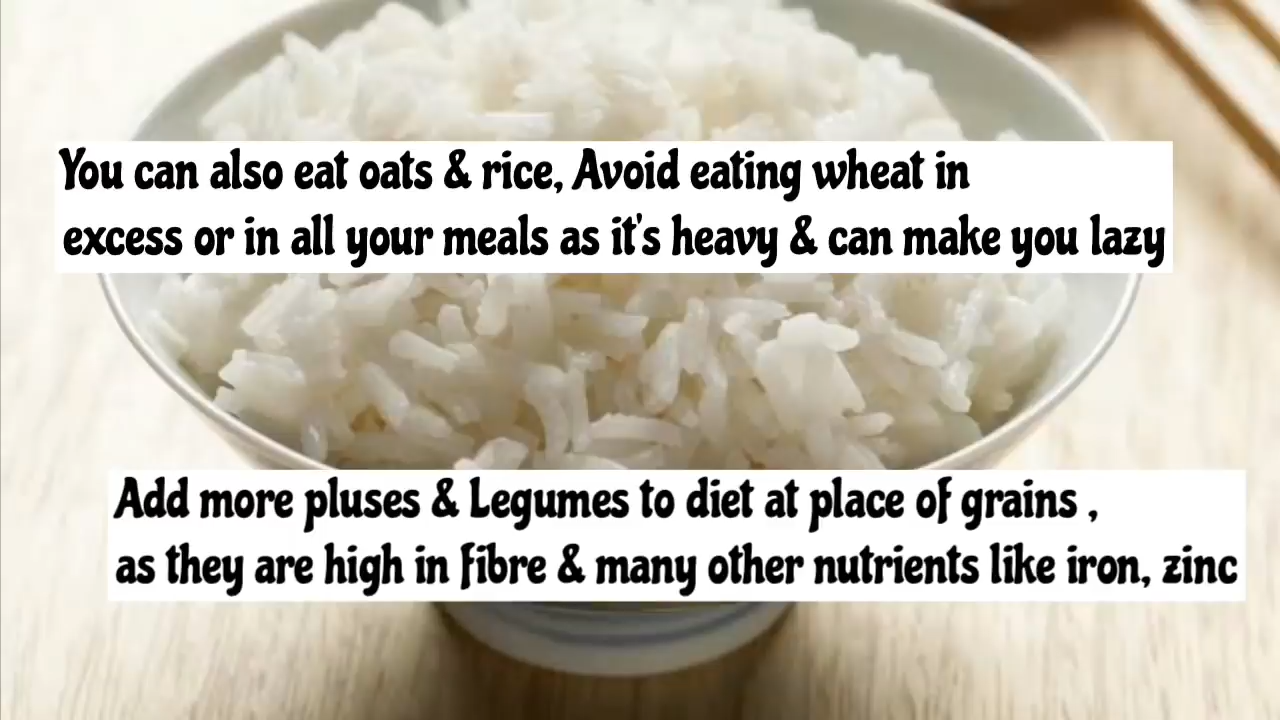 You can also eat oats & rice, Avoid eating wheat in
excess or in all your meals as it's heavy & can make you lazy
Add more pluses & Legumes to diet at place of grains ,
as they are high in fibre & many other nutrients like iron, zinc